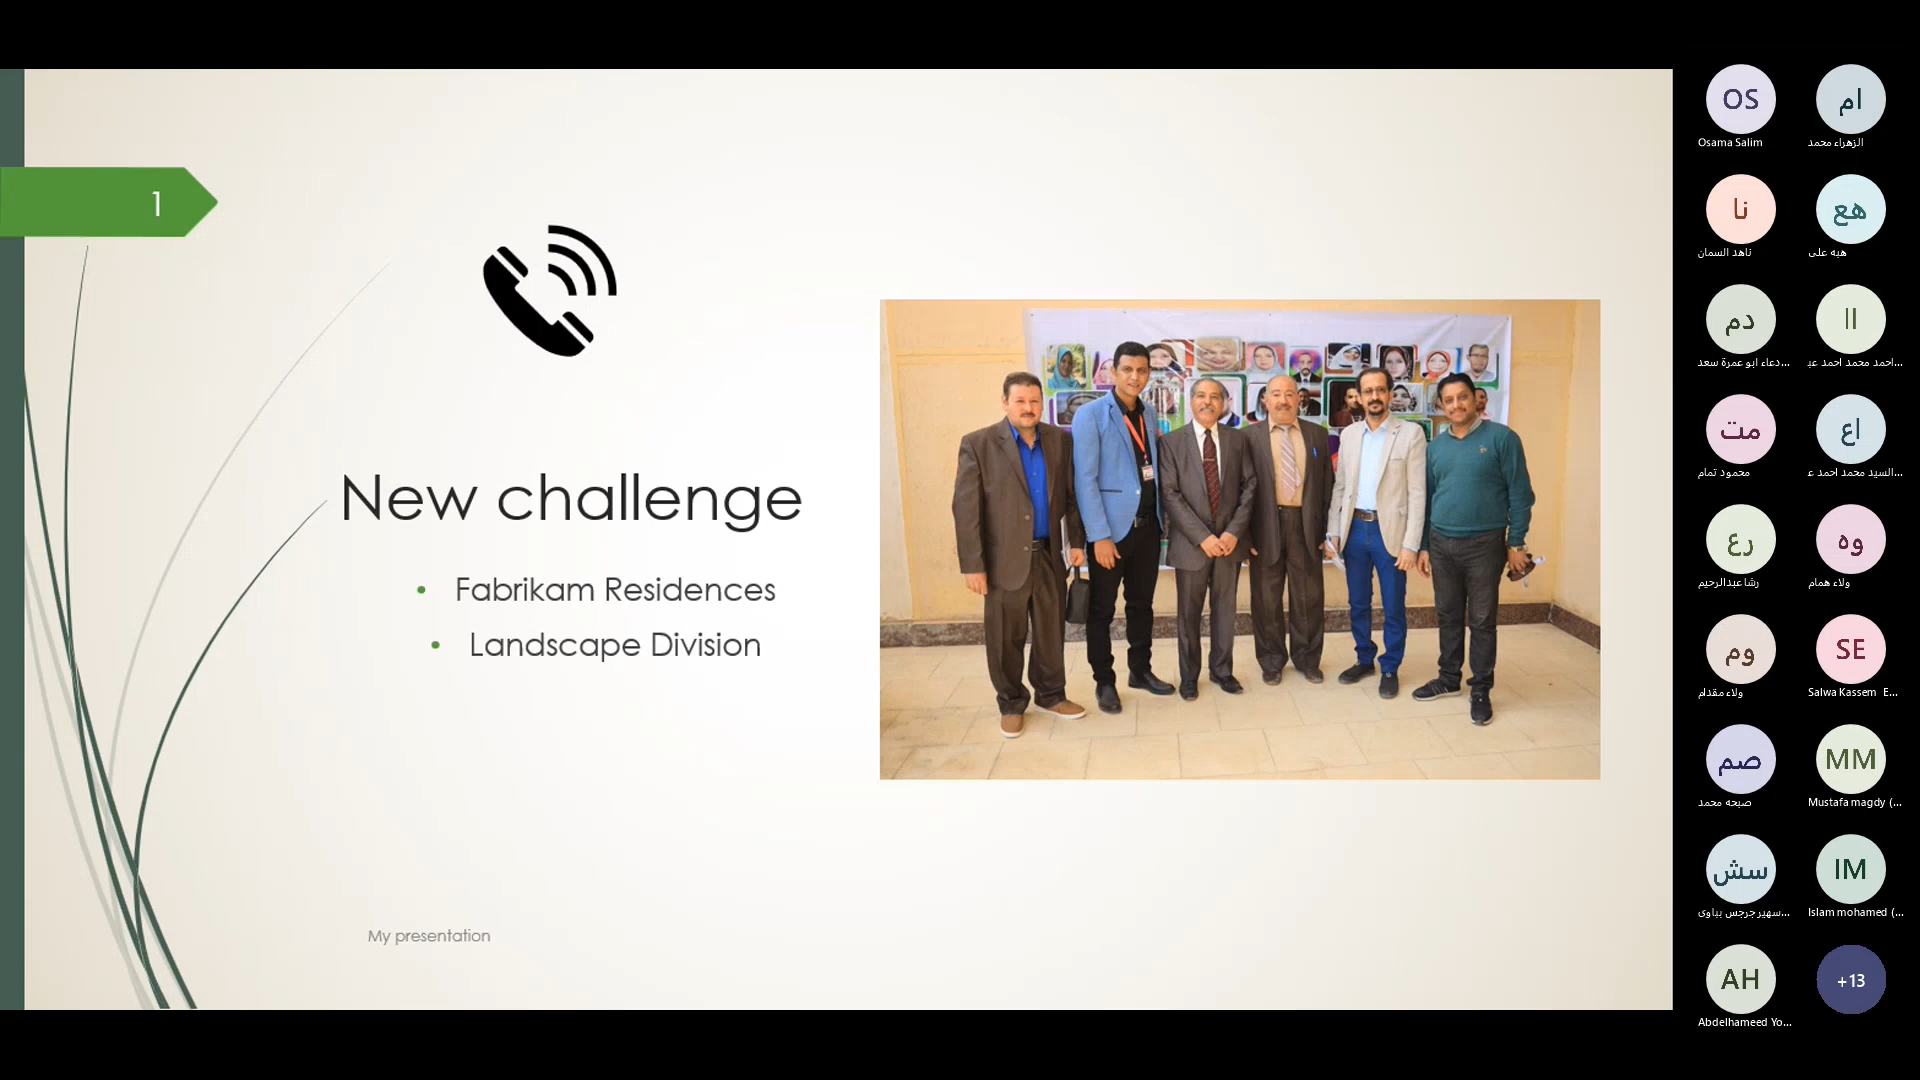 1
New challenge
• Fabrikam Residences
• Landscape Division
My presentation
OS
Osama Salim
ام
الزهراء محمد
نا
ناهد السمان
هع
هبه على
دم
دعاء ابو عمرة سعد...
اا
احمد محمد احمد عبد...
مت
محمود تمام
اع
السيد محمد احمد ع...
رع
رشا عبدالرحيم
وه
ولاء همام
وم
ولاء مقدام
SE
Salwa Kassem E...
صم
صبحه محمد
MM
Mustafa magdy (...
سش
سهير جرجس بباوى...
IM
Islam mohamed (...
AH
Abdelhameed Yo...
+13